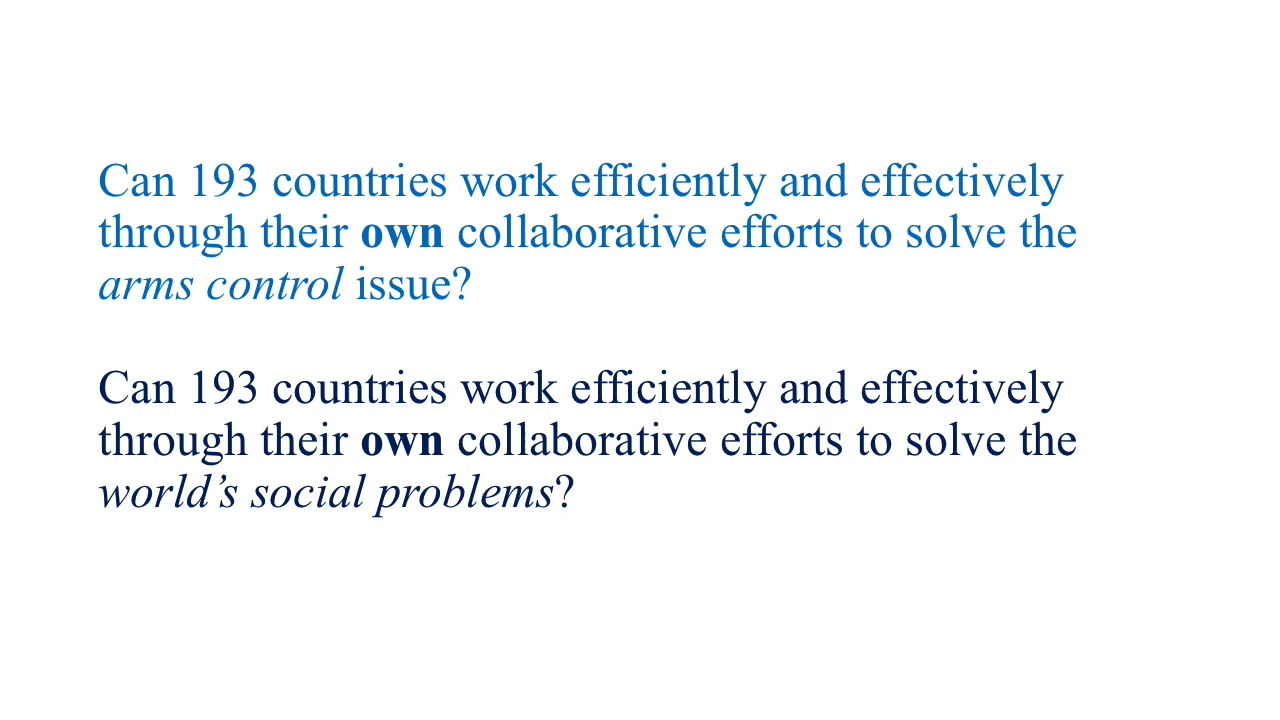 Can 193 countries work efficiently and effectively
through their own collaborative efforts to solve the
arms control issue?
Can 193 countries work efficiently and effectively
through their own collaborative efforts to solve the
world’s social problems?